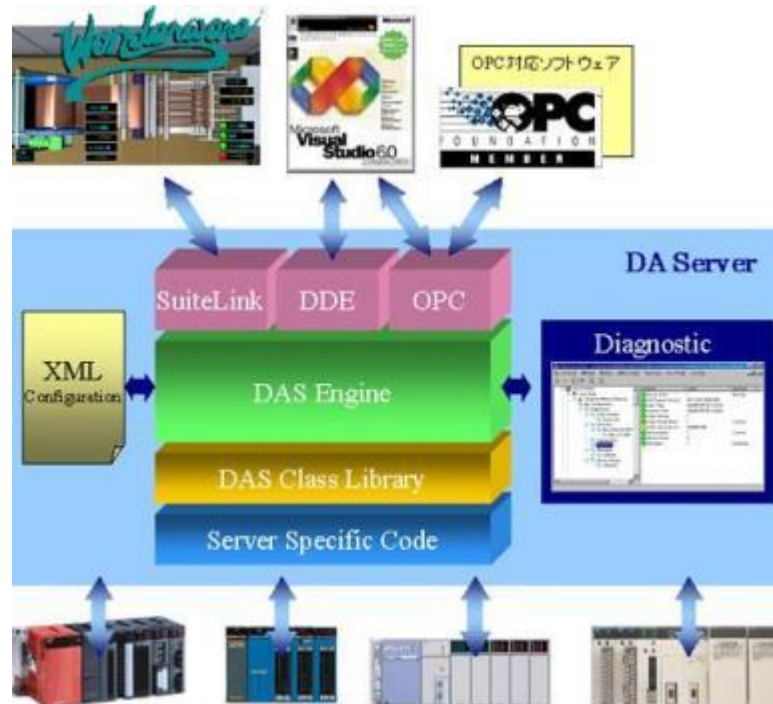 Wonderware
Microsoft
Visual
Studio 6.0
OPC対応ソフトウェア
OPC
FOUNDATION
MEMBER
DA Server
SuiteLink
DDE
OPC
XML
Configuration
DAS Engine
Diagnostic
DAS Class Library
Server Specific Code